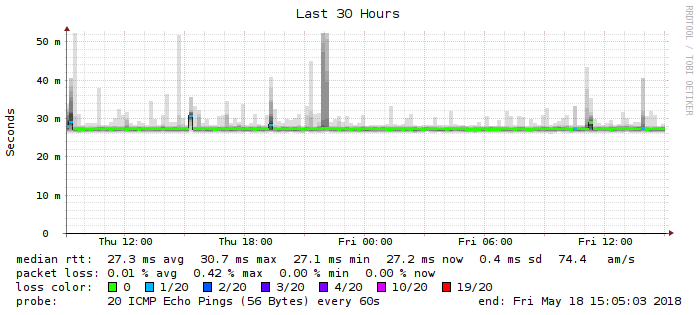 Last 30 Hours
RRDTOOL / TOBI OETIKER
Seconds
50 m
40 m
30 m
20 m
10 m
0
Thu 12:00 Thu 18:00 Fri 00:00 Fri 06:00 Fri 12:00
median rtt: 27.3 ms avg 30.7 ms max 27.1 ms min 27.2 ms now 0.4 ms sd 74.4 am/s
packet loss: 0.01 % avg 0.42 % max 0.00 % min 0.00 % now
loss color: 0 1/20 2/20 3/20 4/20 10/20 19/20
probe: 20 ICMP Echo Pings (56 Bytes) every 60s end: Fri May 18 15:05:03 2018